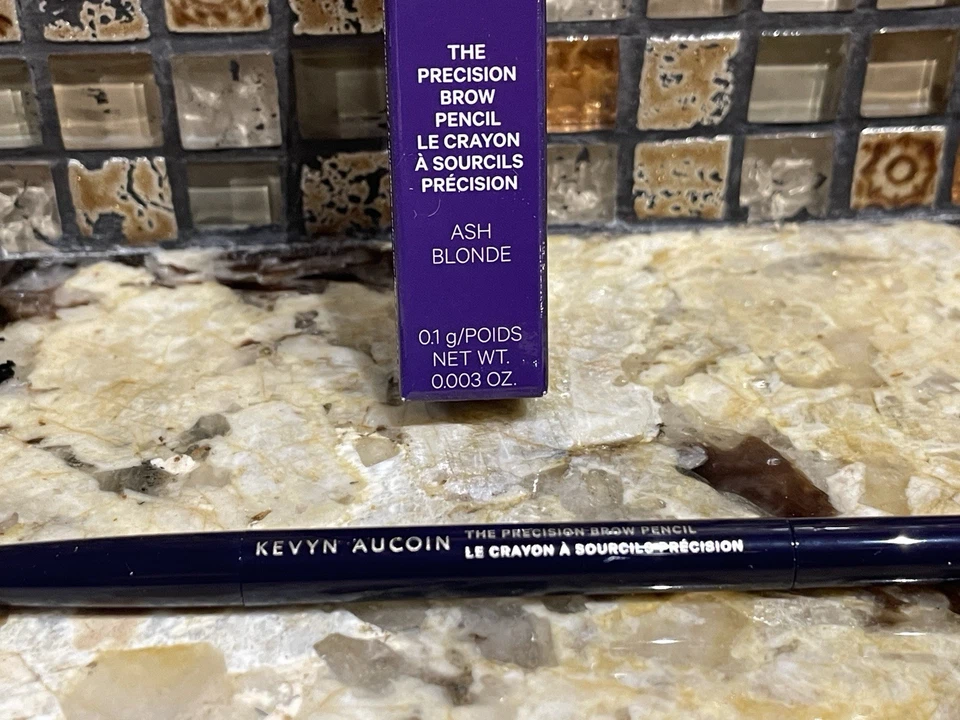 THE
PRECISION
BROW
PENCIL
LE CRAYON
À SOURCILS
PRÉCISION
ASH
BLONDE
0.1 g/POIDS
NET WT.
0.003 OZ.
KEVYN AUCOIN
THE PRECISION BROW PENCIL
LE CRAYON À SOURCILS PRÉCISION